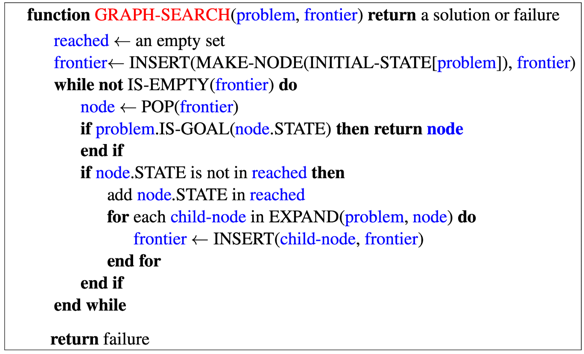 function GRAPH-SEARCH(problem, frontier) return a solution or failure
reached ← an empty set
frontier← INSERT(MAKE-NODE(INITIAL-STATE[problem]), frontier)
while not IS-EMPTY(frontier) do
node ← POP(frontier)
if problem.IS-GOAL(node.STATE) then return node
end if
if node.STATE is not in reached then
add node.STATE in reached
for each child-node in EXPAND(problem, node) do
frontier ← INSERT(child-node, frontier)
end for
end if
end while
return failure